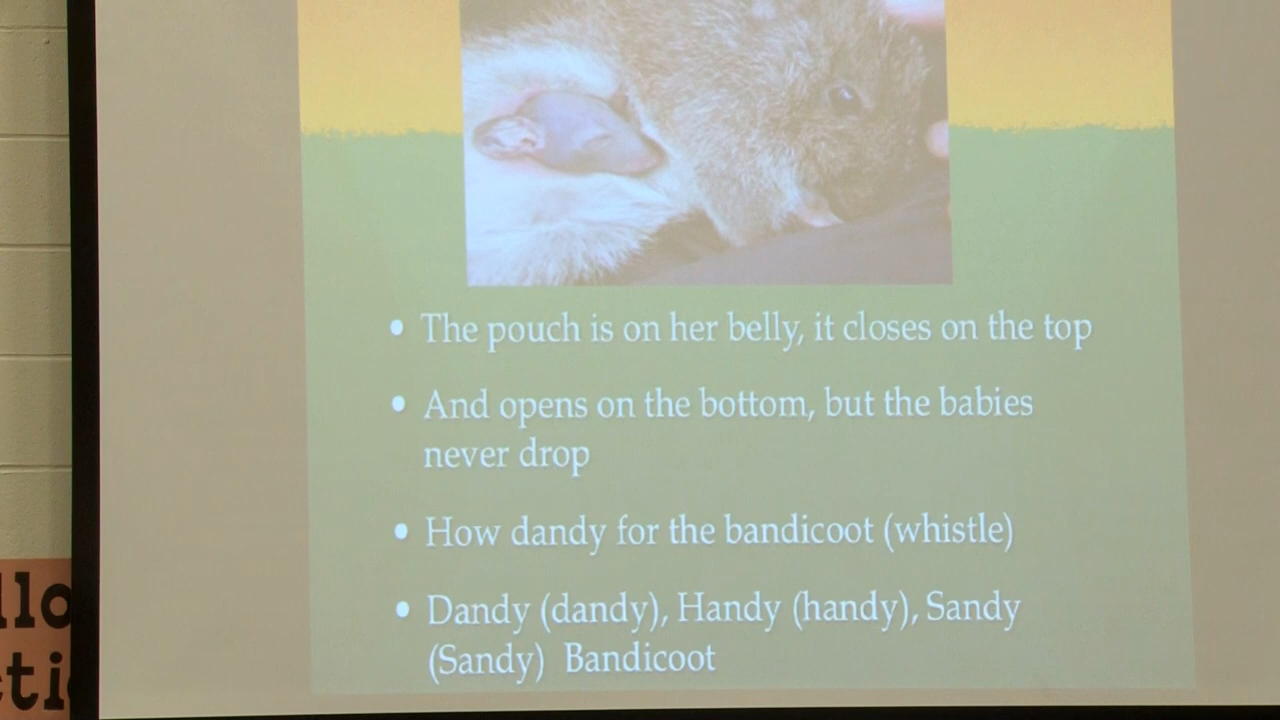 • The pouch is on her belly, it closes on the top
• And opens on the bottom, but the babies
never drop
• How dandy for the bandicoot (whistle)
• Dandy (dandy), Handy (handy), Sandy
(Sandy) Bandicoot